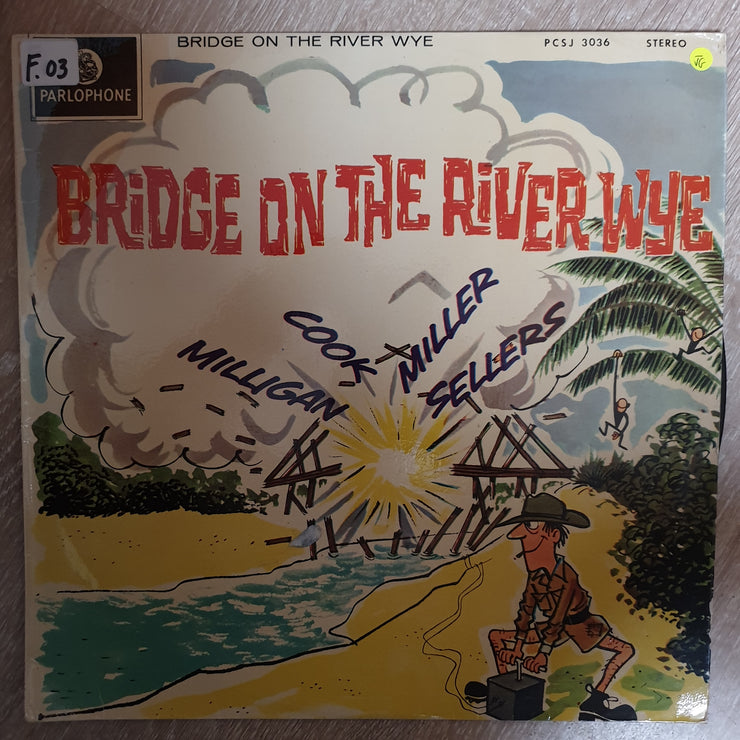 BRIDGE ON THE RIVER WYE
PCSJ 3036
STEREO
F.03
VG
PARLOPHONE
BRiDGE ON THE RiVER WYE
MILLIGAN
COOK
MILLER
SELLERS